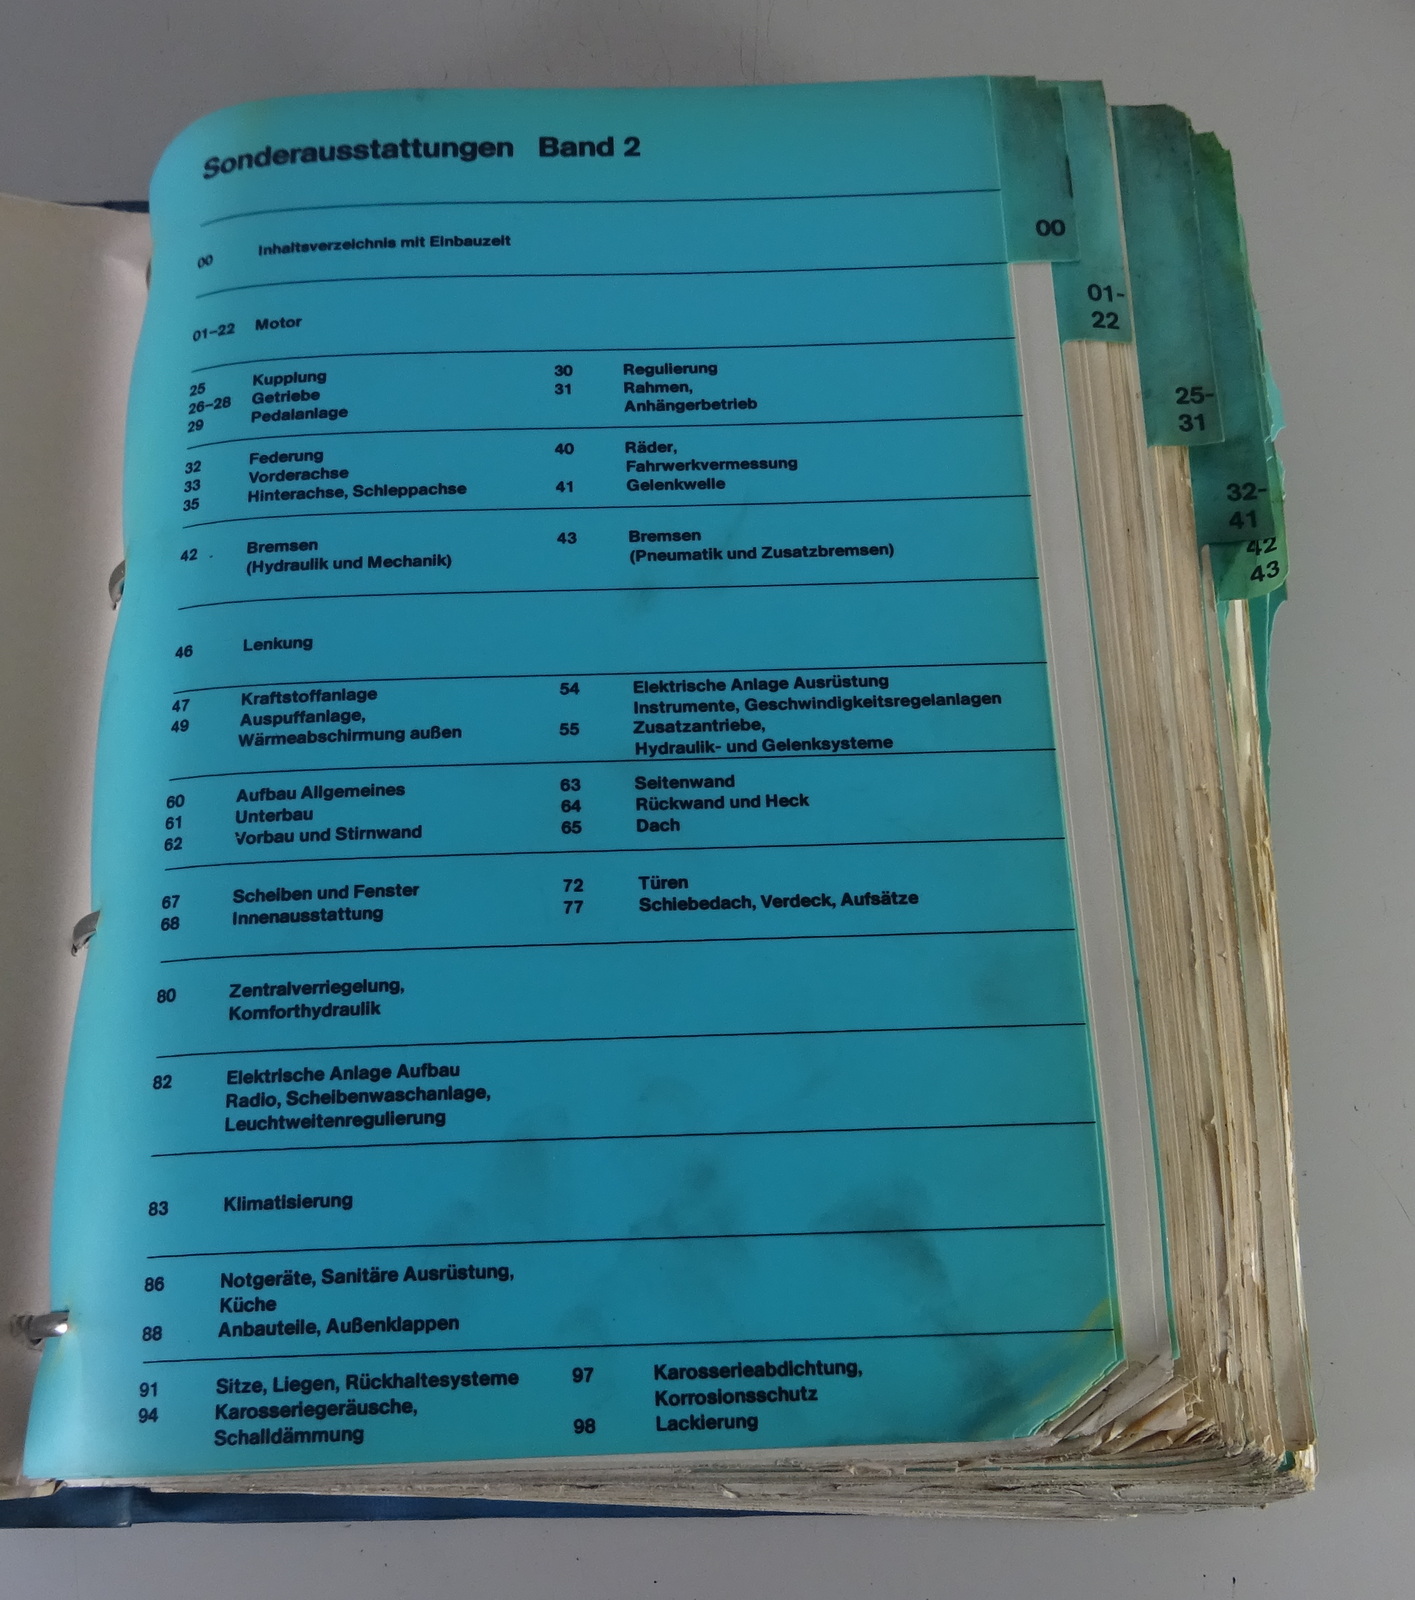 Sonderausstattungen Band 2
00 Inhaltsverzeichnis mit Einbauzeit
01–22 Motor
25 Kupplung
26–28 Getriebe
29 Pedalanlage
30 Regulierung
31 Rahmen,
Anhängerbetrieb
32 Federung
33 Vorderachse
35 Hinterachse, Schleppachse
40 Räder,
Fahrwerkvermessung
41 Gelenkwelle
42 Bremsen
(Hydraulik und Mechanik)
43 Bremsen
(Pneumatik und Zusatzbremsen)
46 Lenkung
47 Kraftstoffanlage
49 Auspuffanlage,
Wärmeabschirmung außen
54 Elektrische Anlage Ausrüstung
Instrumente, Geschwindigkeitsregelanlagen
55 Zusatzantriebe,
Hydraulik- und Gelenksysteme
60 Aufbau Allgemeines
61 Unterbau
62 Vorbau und Stirnwand
63 Seitenwand
64 Rückwand und Heck
65 Dach
67 Scheiben und Fenster
68 Innenausstattung
72 Türen
77 Schiebedach, Verdeck, Aufsätze
80 Zentralverriegelung,
Komforthydraulik
82 Elektrische Anlage Aufbau
Radio, Scheibenwaschanlage,
Leuchtweitenregulierung
83 Klimatisierung
86 Notgeräte, Sanitäre Ausrüstung,
Küche
88 Anbauteile, Außenklappen
91 Sitze, Liegen, Rückhaltesysteme
94 Karosseriegeräusche,
Schalldämmung
97 Karosserieabdichtung,
Korrosionsschutz
98 Lackierung
00
01-
22
25-
31
32-
41
42
43